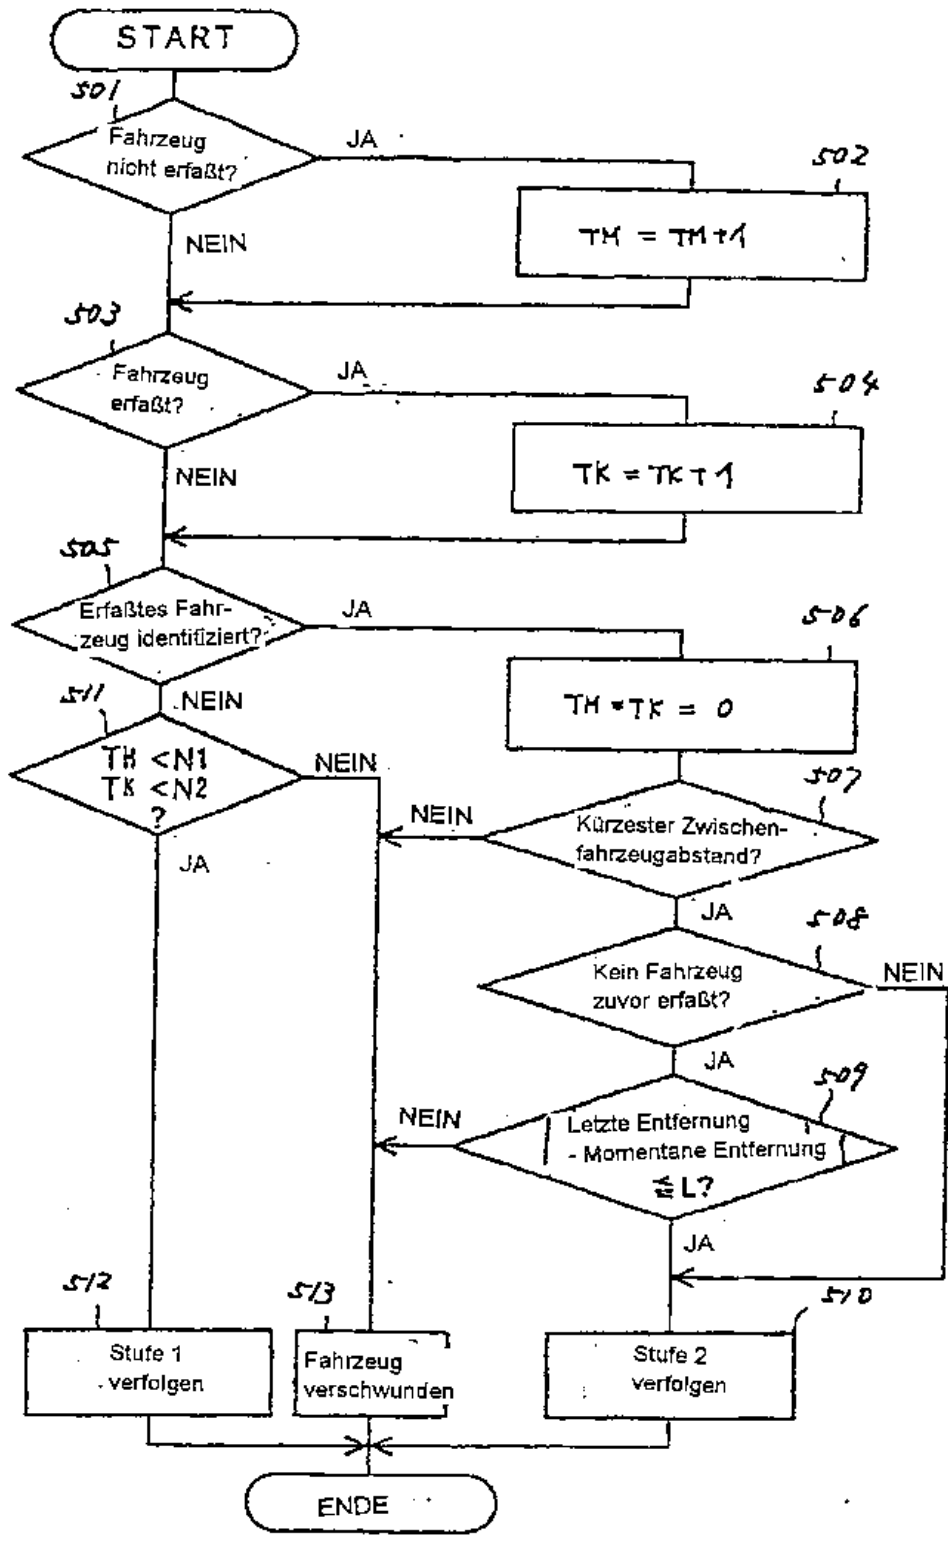 START
501
Fahrzeug
nicht erfaßt?
JA
502
TM = TM+1
NEIN
503
Fahrzeug
erfaßt?
JA
504
TK = TK+1
NEIN
505
Erfaßtes Fahr-
zeug identifiziert?
JA
506
TM = TK = 0
NEIN
511
TM < N1
TK < N2
?
NEIN
JA
507
Kürzester Zwischen-
fahrzeugabstand?
NEIN
JA
508
Kein Fahrzeug
zuvor erfaßt?
NEIN
JA
509
Letzte Entfernung
- Momentane Entfernung
≦ L?
NEIN
JA
512
Stufe 1
verfolgen
513
Fahrzeug
verschwunden
510
Stufe 2
verfolgen
ENDE